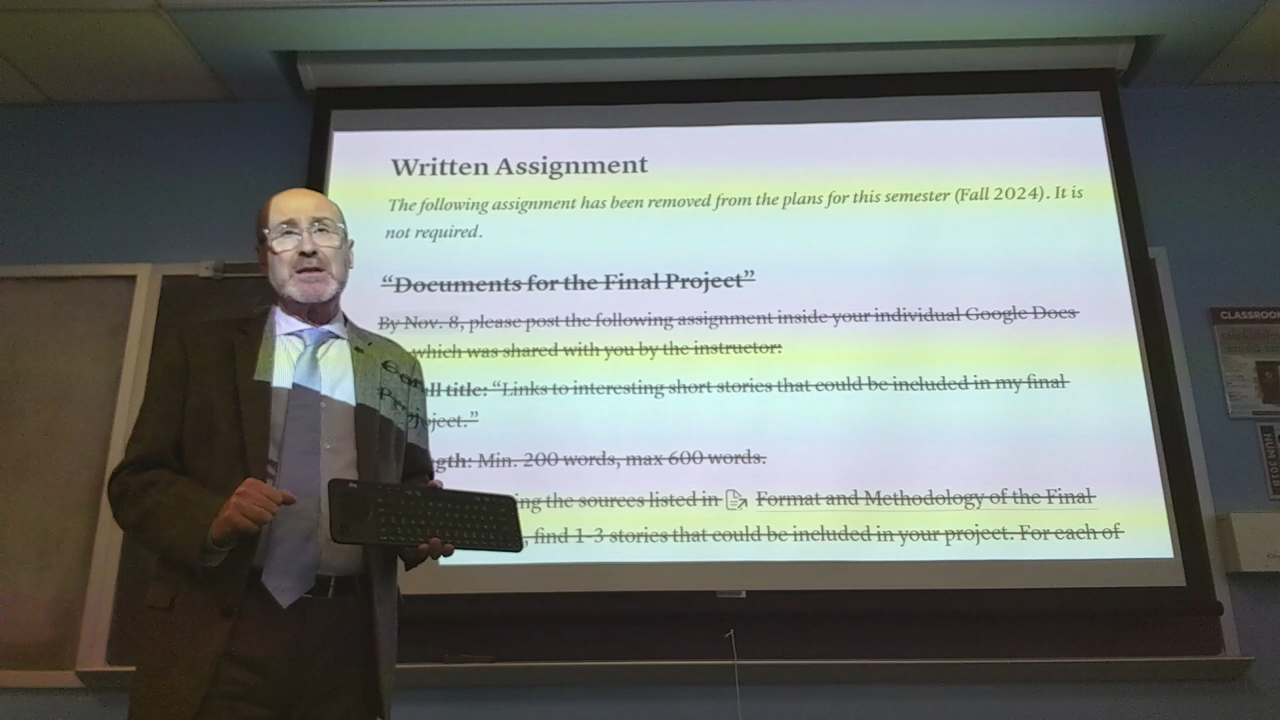 Written Assignment
The following assignment has been removed from the plans for this semester (Fall 2024). It is
not required.
“Documents for the Final Project”
By Nov. 8, please post the following assignment inside your individual Google Docs
which was shared with you by the instructor:
title: “Links to interesting short stories that could be included in my final
Project.”
Min. 200 words, max 600 words.
the sources listed in Format and Methodology of the Final
, find 1-3 stories that could be included in your project. For each of
CLASSROOM
HUM 3018